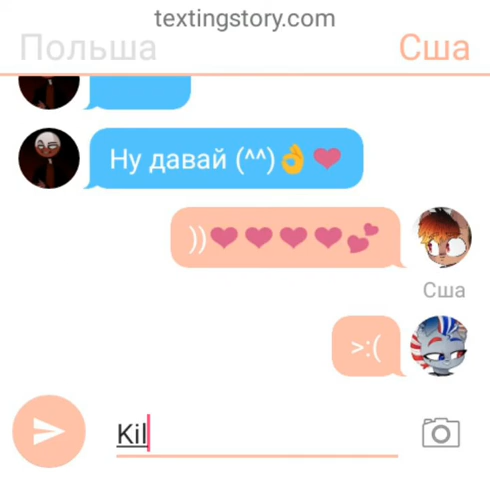 textingstory.com
Польша
Сша
Ну давай (^^)👌❤
))❤❤❤❤💕
Сша
>:(
Kil